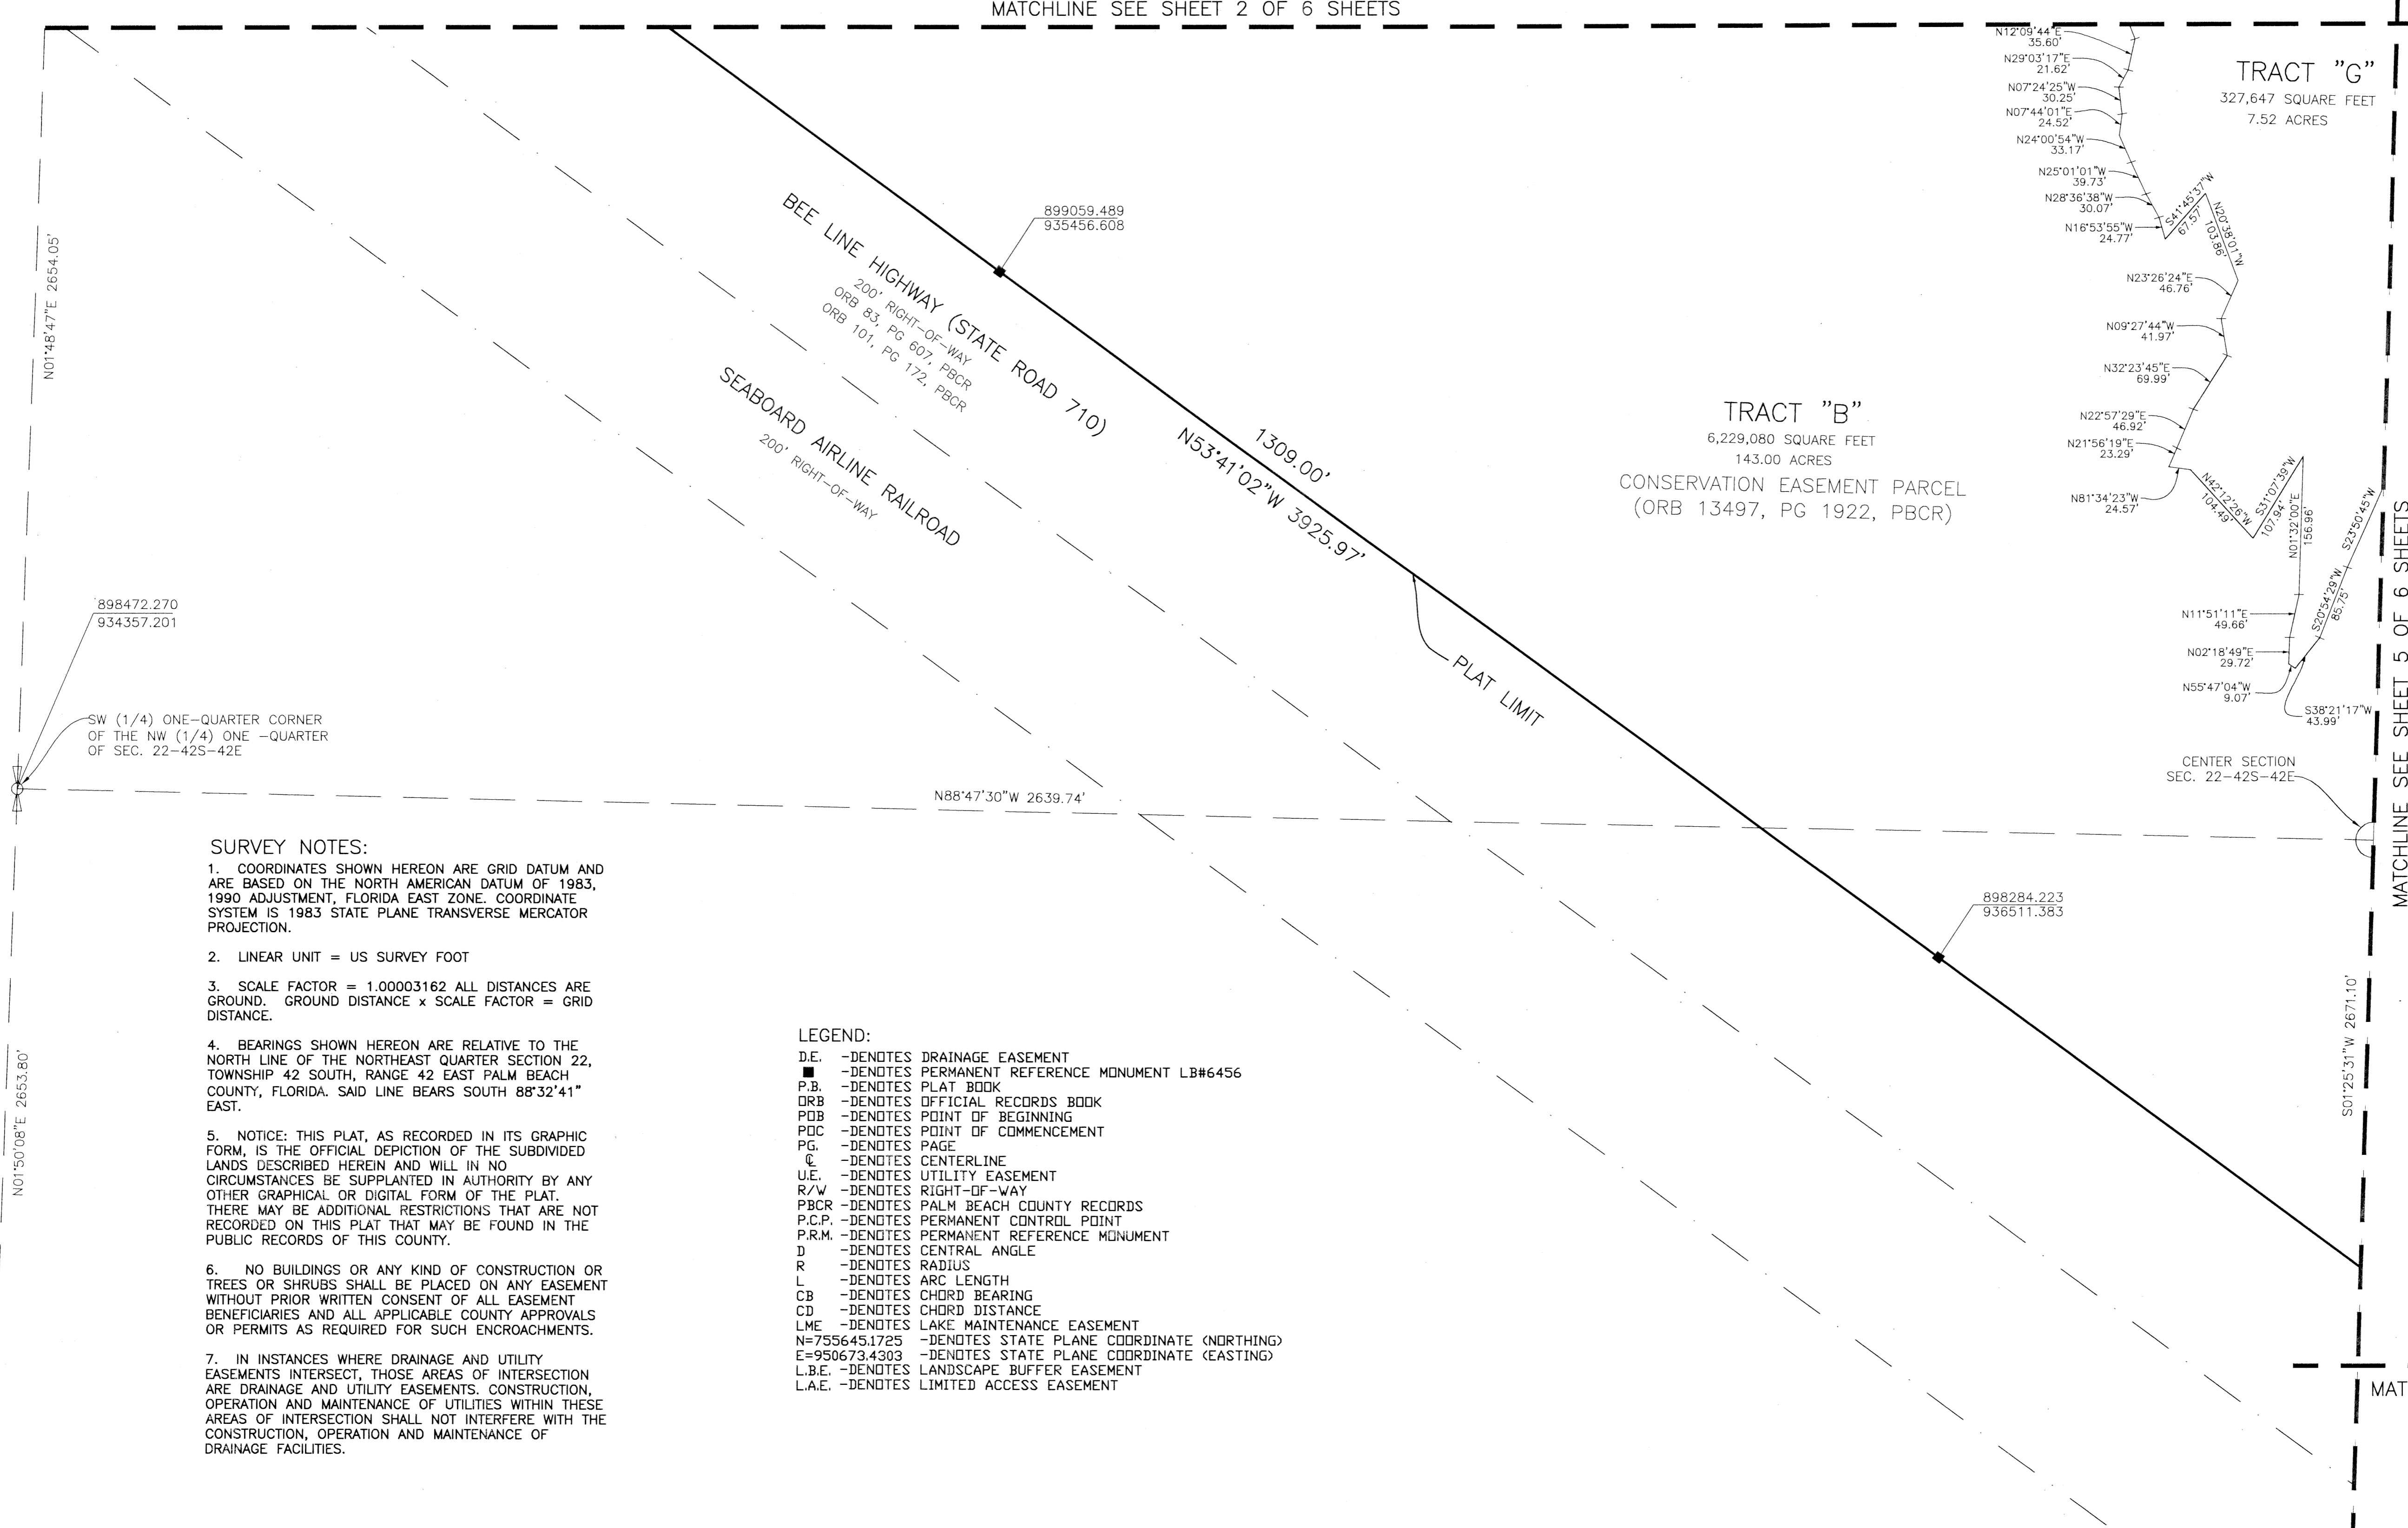 MATCHLINE SEE SHEET 2 OF 6 SHEETS
N12°09'44"E
35.60'
N29°03'17"E
21.62'
N07°24'25"W
30.25'
N07°44'01"E
24.52'
N24°00'54"W
33.17'
N25°01'01"W
39.73'
N28°36'38"W
30.07'
N16°53'55"W
24.77'
S41°45'37"W
67.57'
N20°38'01"W
103.86'
TRACT "G"
327,647 SQUARE FEET
7.52 ACRES
N23°26'24"E
46.76'
N09°27'44"W
41.97'
N32°23'45"E
69.99'
N22°57'29"E
46.92'
N21°56'19"E
23.29'
N81°34'23"W
24.57'
N42°12'26"W
104.49'
S31°07'39"W
107.94'
N01°32'00"E
156.96'
S23°50'45"W
S20°54'29"W
85.75'
N11°51'11"E
49.66'
N02°18'49"E
29.72'
N55°47'04"W
9.07'
S38°21'17"W
43.99'
N01°48'47"E 2654.05'
899059.489
935456.608
BEE LINE HIGHWAY (STATE ROAD 710)
200' RIGHT-OF-WAY
ORB 83, PG 607, PBCR
ORB 101, PG 172, PBCR
SEABOARD AIRLINE RAILROAD
200' RIGHT-OF-WAY
1309.00'
N53°41'02"W 3925.97'
TRACT "B"
6,229,080 SQUARE FEET
143.00 ACRES
CONSERVATION EASEMENT PARCEL
(ORB 13497, PG 1922, PBCR)
PLAT LIMIT
898472.270
934357.201
SW (1/4) ONE-QUARTER CORNER
OF THE NW (1/4) ONE -QUARTER
OF SEC. 22-42S-42E
N88°47'30"W 2639.74'
CENTER SECTION
SEC. 22-42S-42E
MATCHLINE SEE SHEET 5 OF 6 SHEETS
898284.223
936511.383
S01°25'31"W 2671.10'
N01°50'08"E 2653.80'
MAT
SURVEY NOTES:
1. COORDINATES SHOWN HEREON ARE GRID DATUM AND
ARE BASED ON THE NORTH AMERICAN DATUM OF 1983,
1990 ADJUSTMENT, FLORIDA EAST ZONE. COORDINATE
SYSTEM IS 1983 STATE PLANE TRANSVERSE MERCATOR
PROJECTION.
2. LINEAR UNIT = US SURVEY FOOT
3. SCALE FACTOR = 1.00003162 ALL DISTANCES ARE
GROUND. GROUND DISTANCE x SCALE FACTOR = GRID
DISTANCE.
4. BEARINGS SHOWN HEREON ARE RELATIVE TO THE
NORTH LINE OF THE NORTHEAST QUARTER SECTION 22,
TOWNSHIP 42 SOUTH, RANGE 42 EAST PALM BEACH
COUNTY, FLORIDA. SAID LINE BEARS SOUTH 88°32'41"
EAST.
5. NOTICE: THIS PLAT, AS RECORDED IN ITS GRAPHIC
FORM, IS THE OFFICIAL DEPICTION OF THE SUBDIVIDED
LANDS DESCRIBED HEREIN AND WILL IN NO
CIRCUMSTANCES BE SUPPLANTED IN AUTHORITY BY ANY
OTHER GRAPHICAL OR DIGITAL FORM OF THE PLAT.
THERE MAY BE ADDITIONAL RESTRICTIONS THAT ARE NOT
RECORDED ON THIS PLAT THAT MAY BE FOUND IN THE
PUBLIC RECORDS OF THIS COUNTY.
6. NO BUILDINGS OR ANY KIND OF CONSTRUCTION OR
TREES OR SHRUBS SHALL BE PLACED ON ANY EASEMENT
WITHOUT PRIOR WRITTEN CONSENT OF ALL EASEMENT
BENEFICIARIES AND ALL APPLICABLE COUNTY APPROVALS
OR PERMITS AS REQUIRED FOR SUCH ENCROACHMENTS.
7. IN INSTANCES WHERE DRAINAGE AND UTILITY
EASEMENTS INTERSECT, THOSE AREAS OF INTERSECTION
ARE DRAINAGE AND UTILITY EASEMENTS. CONSTRUCTION,
OPERATION AND MAINTENANCE OF UTILITIES WITHIN THESE
AREAS OF INTERSECTION SHALL NOT INTERFERE WITH THE
CONSTRUCTION, OPERATION AND MAINTENANCE OF
DRAINAGE FACILITIES.
LEGEND:
D.E. -DENOTES DRAINAGE EASEMENT
■ -DENOTES PERMANENT REFERENCE MONUMENT LB#6456
P.B. -DENOTES PLAT BOOK
ORB -DENOTES OFFICIAL RECORDS BOOK
POB -DENOTES POINT OF BEGINNING
POC -DENOTES POINT OF COMMENCEMENT
PG. -DENOTES PAGE
℄ -DENOTES CENTERLINE
U.E. -DENOTES UTILITY EASEMENT
R/W -DENOTES RIGHT-OF-WAY
PBCR -DENOTES PALM BEACH COUNTY RECORDS
P.C.P. -DENOTES PERMANENT CONTROL POINT
P.R.M. -DENOTES PERMANENT REFERENCE MONUMENT
D -DENOTES CENTRAL ANGLE
R -DENOTES RADIUS
L -DENOTES ARC LENGTH
CB -DENOTES CHORD BEARING
CD -DENOTES CHORD DISTANCE
LME -DENOTES LAKE MAINTENANCE EASEMENT
N=755645.1725 -DENOTES STATE PLANE COORDINATE (NORTHING)
E=950673.4303 -DENOTES STATE PLANE COORDINATE (EASTING)
L.B.E. -DENOTES LANDSCAPE BUFFER EASEMENT
L.A.E. -DENOTES LIMITED ACCESS EASEMENT